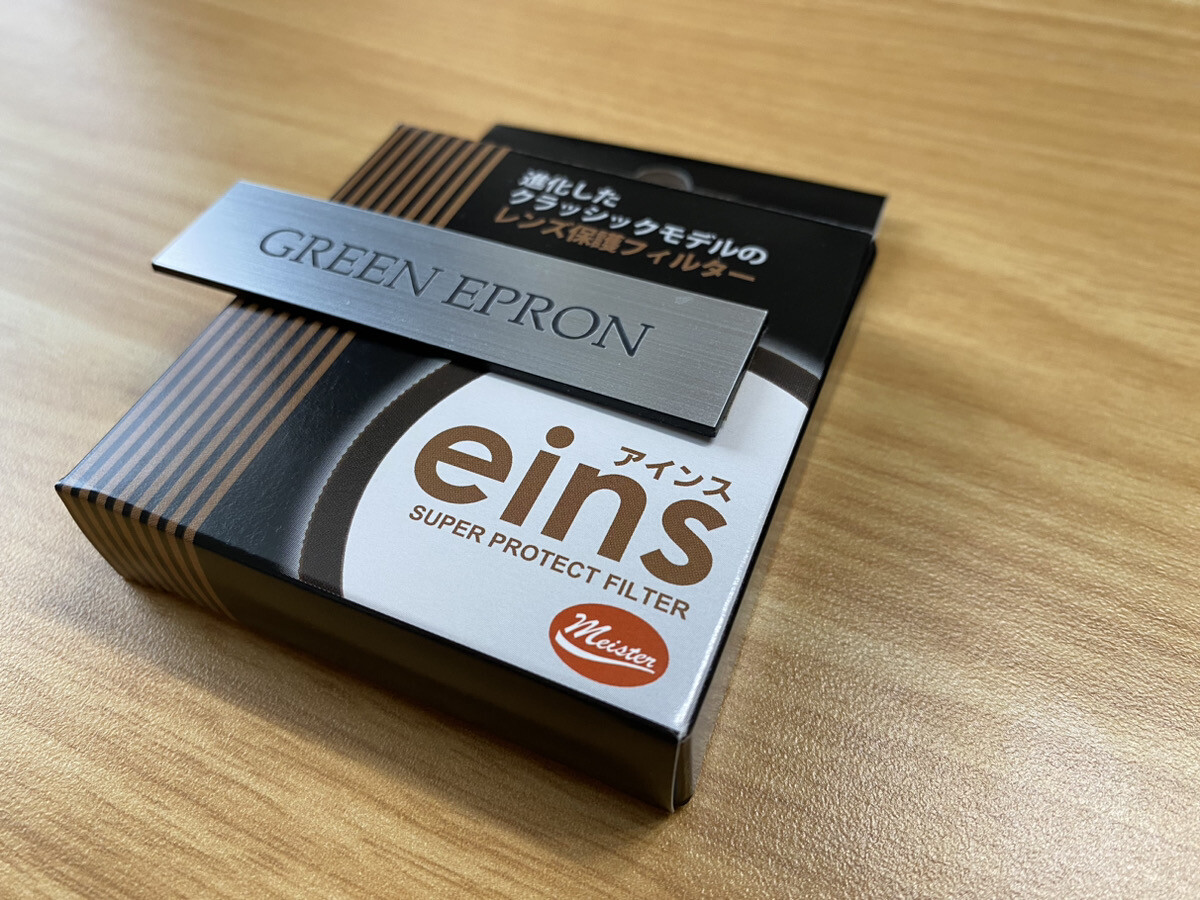 進化した
クラッシックモデルの
レンズ保護フィルター
GREEN EPRON
アインス
eins
SUPER PROTECT FILTER
Meister